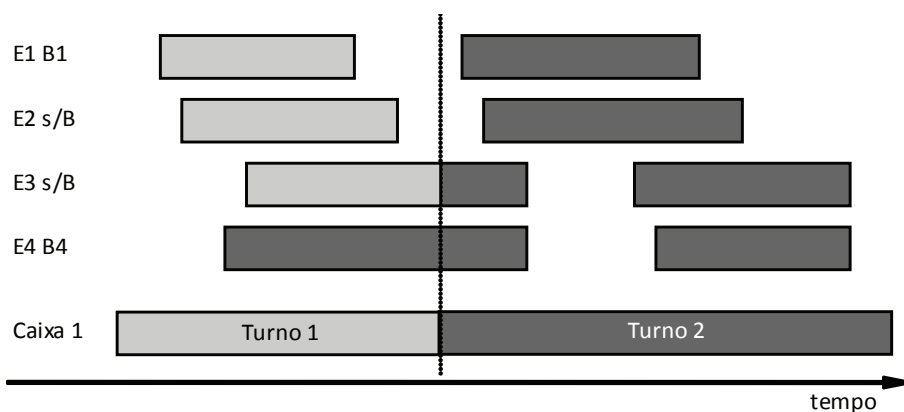 E1 B1
E2 s/B
E3 s/B
E4 B4
Caixa 1 Turno 1 Turno 2
tempo